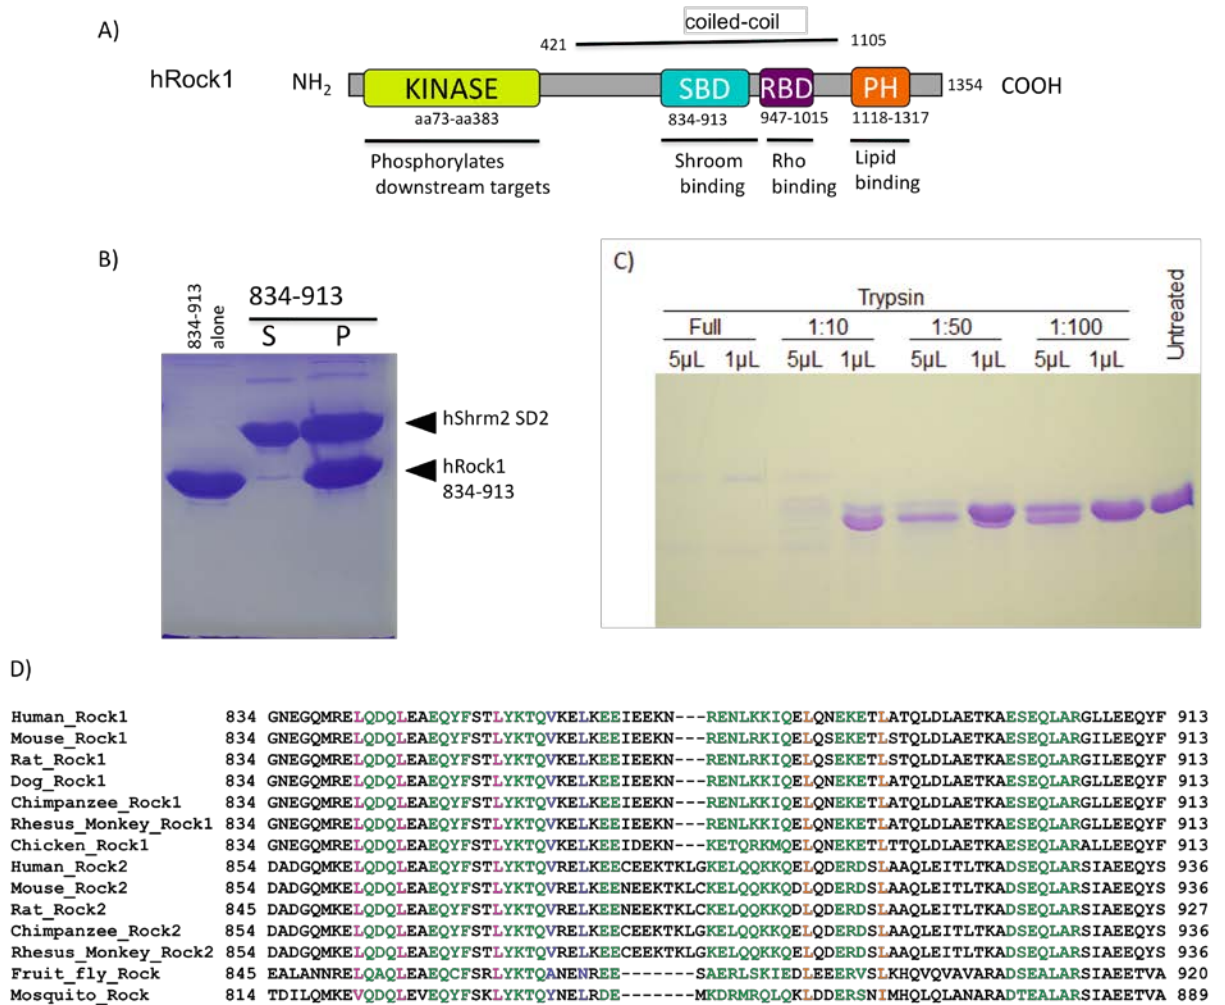 A)
coiled-coil
421 1105
hRock1 NH2 KINASE SBD RBD PH 1354 COOH
aa73-aa383 834-913 947-1015 1118-1317
Phosphorylates downstream targets
Shroom binding
Rho binding
Lipid binding
B)
834-913 alone
834-913
S P
hShrm2 SD2
hRock1
834-913
C)
Trypsin
Full 1:10 1:50 1:100 Untreated
5µL 1µL 5µL 1µL 5µL 1µL 5µL 1µL
D)
Human_Rock1 834 GNEGQMRELQDQLEAEQYFSTLYKTQVKELKEEIEEKN---RENLKKIQELQNEKETLATQLDLAETKAESEQLARGLLEEQYF 913
Mouse_Rock1 834 GNEGQMRELQDQLEAEQYFSTLYKTQVKELKEEIEEKN---RENLRKIQELQSEKETLSTQLDLAETKAESEQLARGLLEEQYF 913
Rat_Rock1 834 GNEGQMRELQDQLEAEQYFSTLYKTQVKELKEEIEEKN---RENLRKIQELQSEKETLSTQLDLAETKAESEQLARGLLEEQYF 913
Dog_Rock1 834 GNEGQMRELQDQLEAEQYFSTLYKTQVKELKEEIEEKN---RENLKKIQELQNEKETLATQLDLAETKAESEQLARGLLEEQYF 913
Chimpanzee_Rock1 834 GNEGQMRELQDQLEAEQYFSTLYKTQVKELKEEIEEKN---RENLKKIQELQNEKETLATQLDLAETKAESEQLARGLLEEQYF 913
Rhesus_Monkey_Rock1 834 GNEGQMRELQDQLEAEQYFSTLYKTQVKELKEEIEEKN---RENLKKIQELQNEKETLATQLDLAETKAESEQLARGLLEEQYF 913
Chicken_Rock1 834 GNEGQMRELQDQLEAEQYFSTLYKTQVKELKEEIDEKN---KETQRKMQELQNEKETLTTQLDLAETKAESEQLARALLEEQYF 913
Human_Rock2 854 DADGQMKELQDQLEAEQYFSTLYKTQVRELKEECEEKTKLGKELQQKKQELQDERDSLAAQLEITLTKADSEQLARSIAEEQYS 936
Mouse_Rock2 854 DADGQMKELQDQLEAEQYFSTLYKTQVRELKEENEEKTKLCKELQQKKQDLQDERDSLAAQLEITLTKADSEQLARSIAEEQYS 936
Rat_Rock2 845 DADGQMKELQDQLEAEQYFSTLYKTQVRELKEENEEKTKLCKELQQKKQDLQDERDSLAAQLEITLTKADSEQLARSIAEEQYS 927
Chimpanzee_Rock2 854 DADGQMKELQDQLEAEQYFSTLYKTQVRELKEECEEKTKLGKELQQKKQELQDERDSLAAQLEITLTKADSEQLARSIAEEQYS 936
Rhesus_Monkey_Rock2 854 DADGQMKELQDQLEAEQYFSTLYKTQVRELKEECEEKTKLGKELQQKKQELQDERDSLAAQLEITLTKADSEQLARSIAEEQYS 936
Fruit_fly_Rock 845 EALANNRELQAQLEAEQCFSRLYKTQANENREE-------SAERLSKIEDLEEERVSLKHQVQVAVARADSEALARSIAEETVA 920
Mosquito_Rock 814 TDILQMKEVQDQLEVEQYFSKLYKTQYNELRDE-------MKDRMRQLQKLDDERSNIMHQLQLANARADTEALARSIAEETVA 889